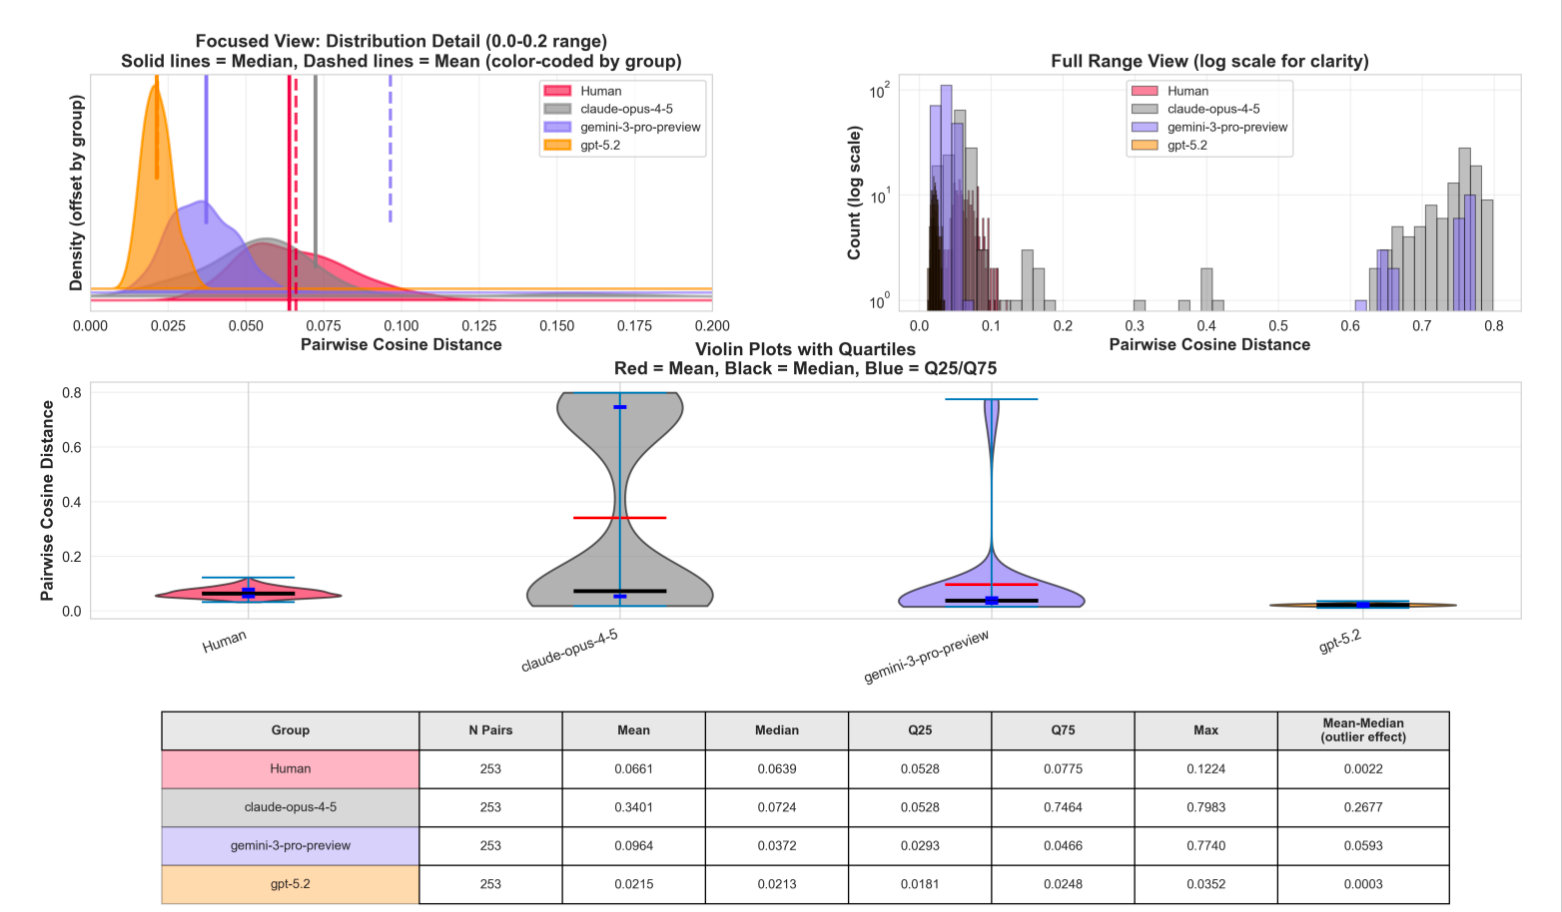 Focused View: Distribution Detail (0.0-0.2 range)
Solid lines = Median, Dashed lines = Mean (color-coded by group)
Density (offset by group)
Human
claude-opus-4-5
gemini-3-pro-preview
gpt-5.2
0.000 0.025 0.050 0.075 0.100 0.125 0.150 0.175 0.200
Pairwise Cosine Distance
Full Range View (log scale for clarity)
Count (log scale)
10²
10¹
10⁰
Human
claude-opus-4-5
gemini-3-pro-preview
gpt-5.2
0.0 0.1 0.2 0.3 0.4 0.5 0.6 0.7 0.8
Pairwise Cosine Distance
Violin Plots with Quartiles
Red = Mean, Black = Median, Blue = Q25/Q75
Pairwise Cosine Distance
0.8
0.6
0.4
0.2
0.0
Human
claude-opus-4-5
gemini-3-pro-preview
gpt-5.2
Group N Pairs Mean Median Q25 Q75 Max Mean-Median
(outlier effect)
Human 253 0.0661 0.0639 0.0528 0.0775 0.1224 0.0022
claude-opus-4-5 253 0.3401 0.0724 0.0528 0.7464 0.7983 0.2677
gemini-3-pro-preview 253 0.0964 0.0372 0.0293 0.0466 0.7740 0.0593
gpt-5.2 253 0.0215 0.0213 0.0181 0.0248 0.0352 0.0003